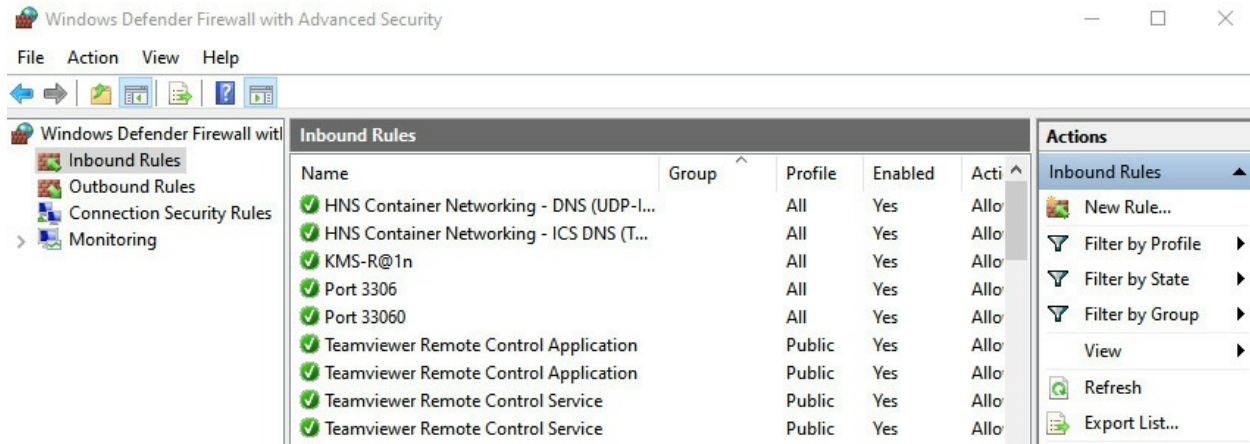 Windows Defender Firewall with Advanced Security
File Action View Help
Windows Defender Firewall witl
Inbound Rules
Outbound Rules
Connection Security Rules
Monitoring
Inbound Rules
Name Group Profile Enabled Acti
HNS Container Networking - DNS (UDP-I... All Yes Allo
HNS Container Networking - ICS DNS (T... All Yes Allo
KMS-R@1n All Yes Allo
Port 3306 All Yes Allo
Port 33060 All Yes Allo
Teamviewer Remote Control Application Public Yes Allo
Teamviewer Remote Control Application Public Yes Allo
Teamviewer Remote Control Service Public Yes Allo
Teamviewer Remote Control Service Public Yes Allo
Actions
Inbound Rules
New Rule...
Filter by Profile
Filter by State
Filter by Group
View
Refresh
Export List...